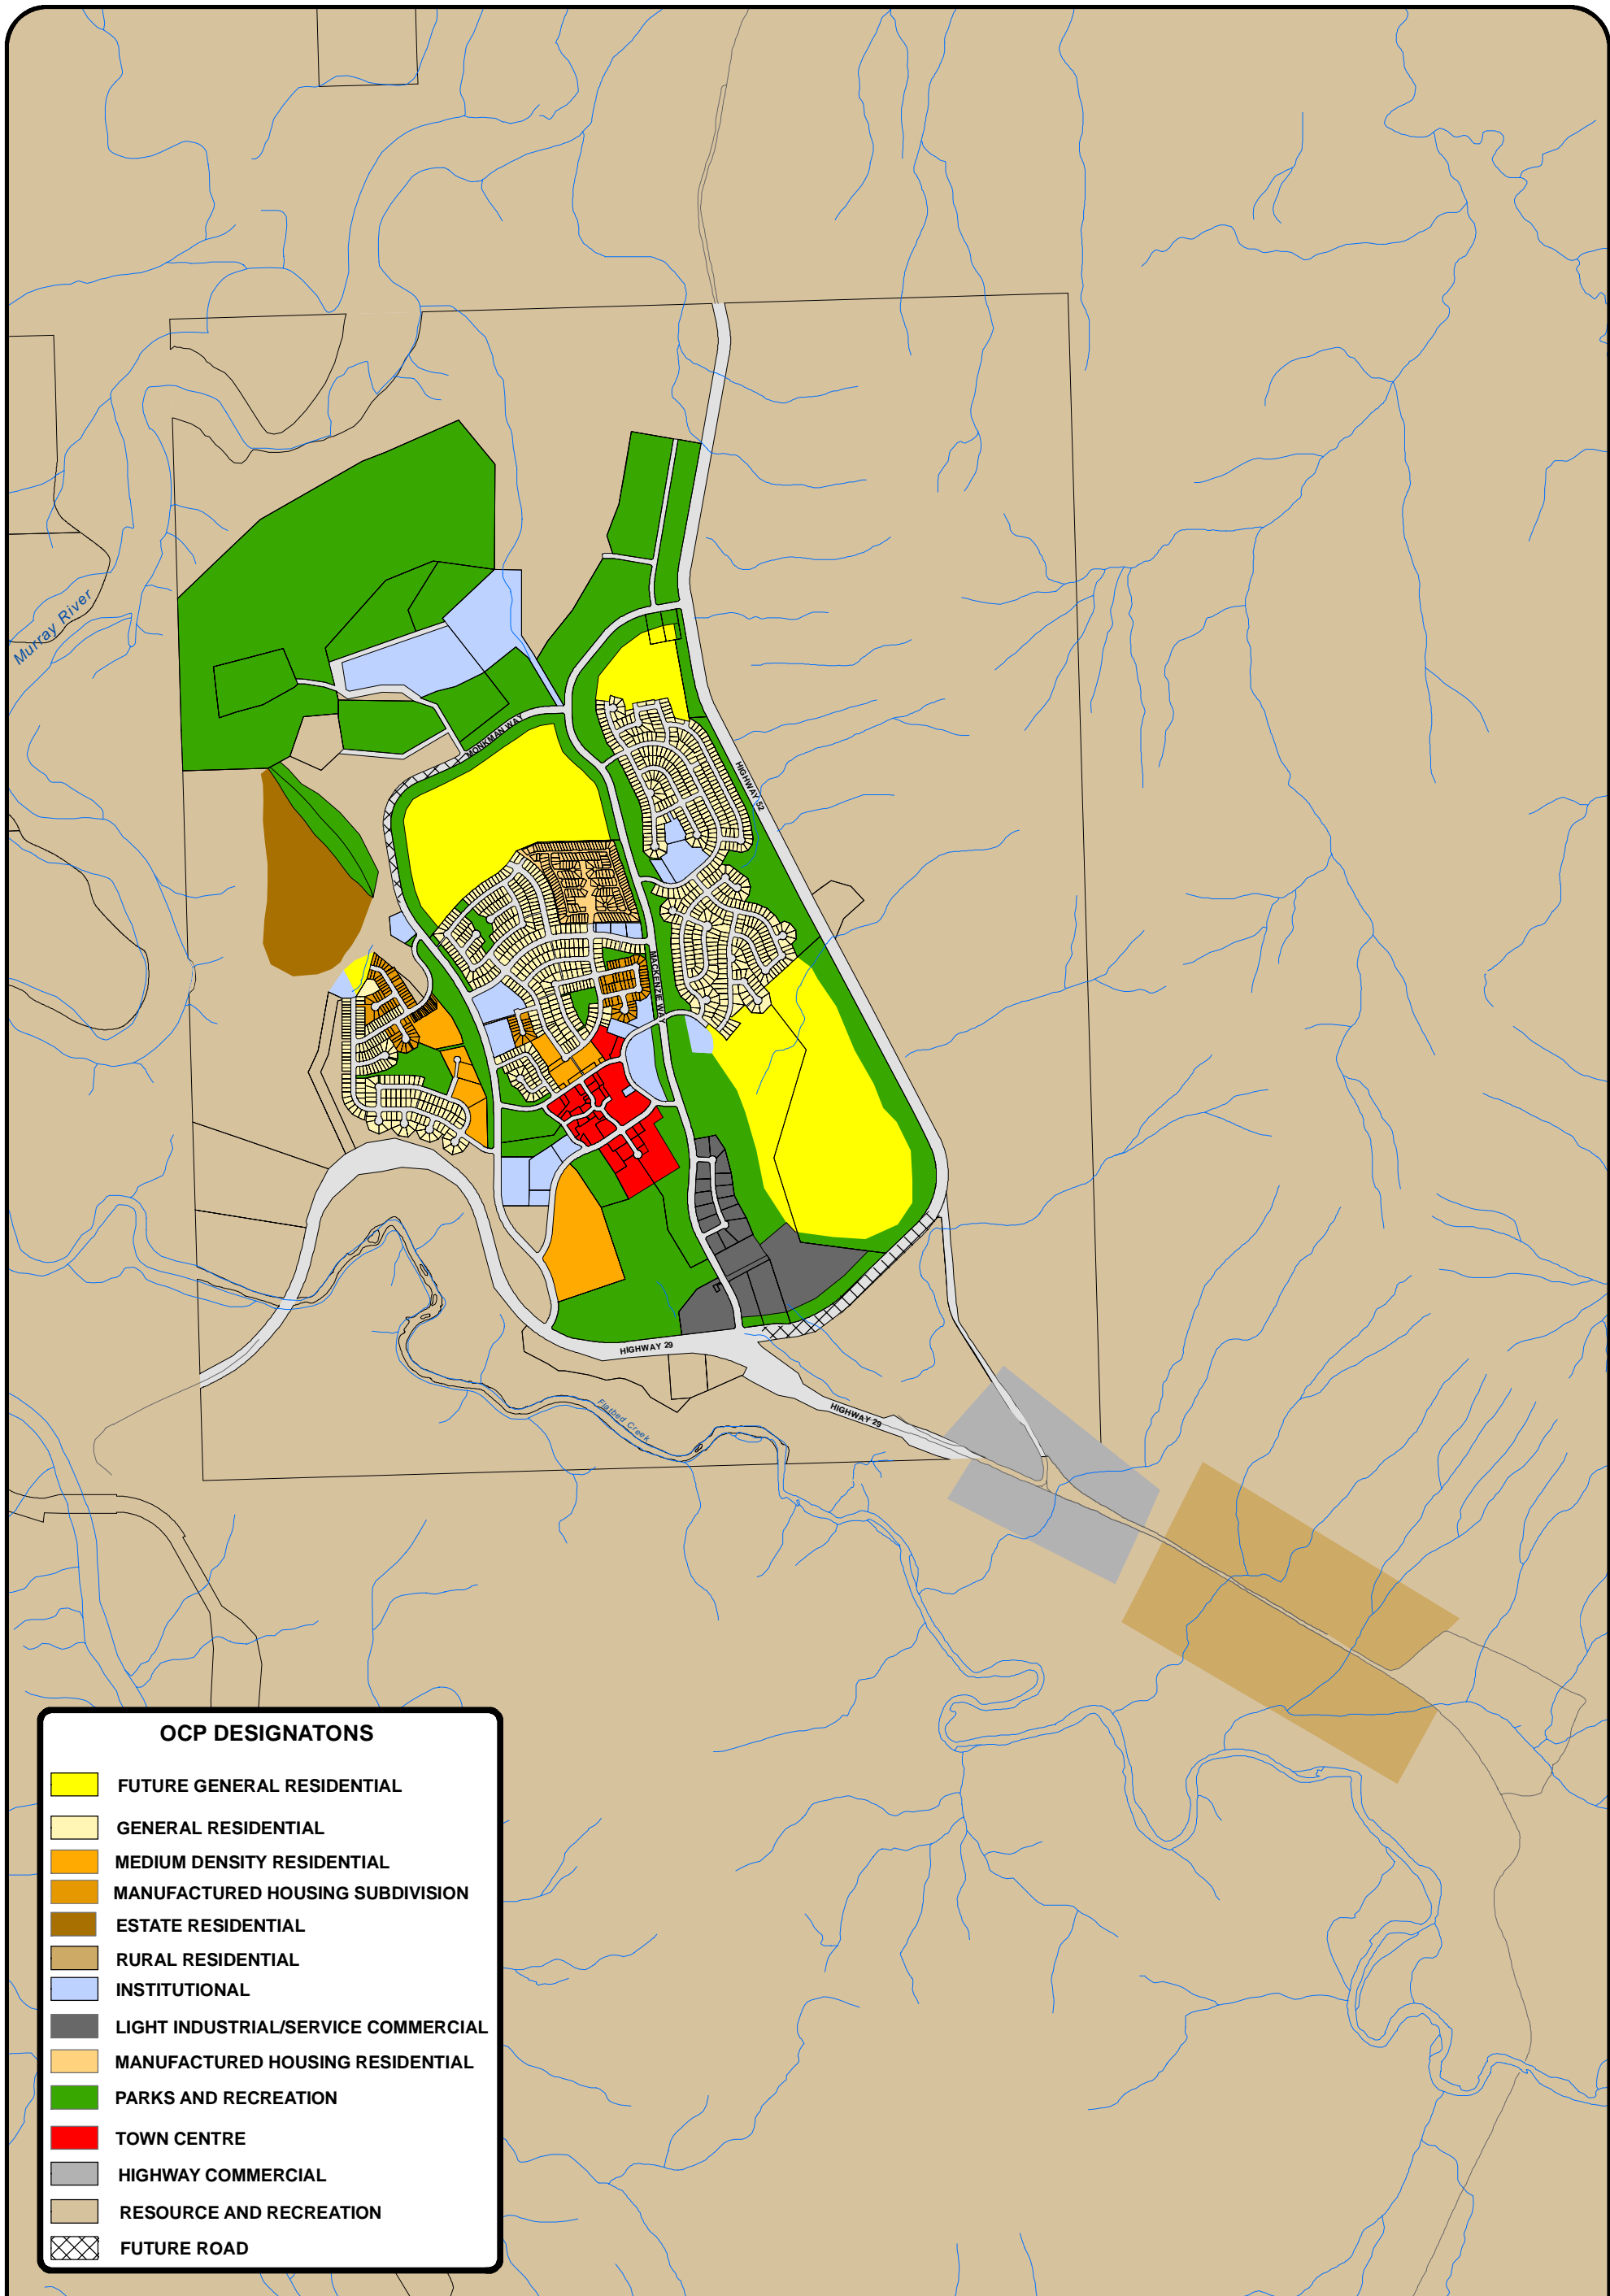 Murray River
MONKMAN WAY
HIGHWAY 52
MACKENZIE WAY
HIGHWAY 29
HIGHWAY 29
Flatbed Creek
OCP DESIGNATONS
FUTURE GENERAL RESIDENTIAL
GENERAL RESIDENTIAL
MEDIUM DENSITY RESIDENTIAL
MANUFACTURED HOUSING SUBDIVISION
ESTATE RESIDENTIAL
RURAL RESIDENTIAL
INSTITUTIONAL
LIGHT INDUSTRIAL/SERVICE COMMERCIAL
MANUFACTURED HOUSING RESIDENTIAL
PARKS AND RECREATION
TOWN CENTRE
HIGHWAY COMMERCIAL
RESOURCE AND RECREATION
FUTURE ROAD